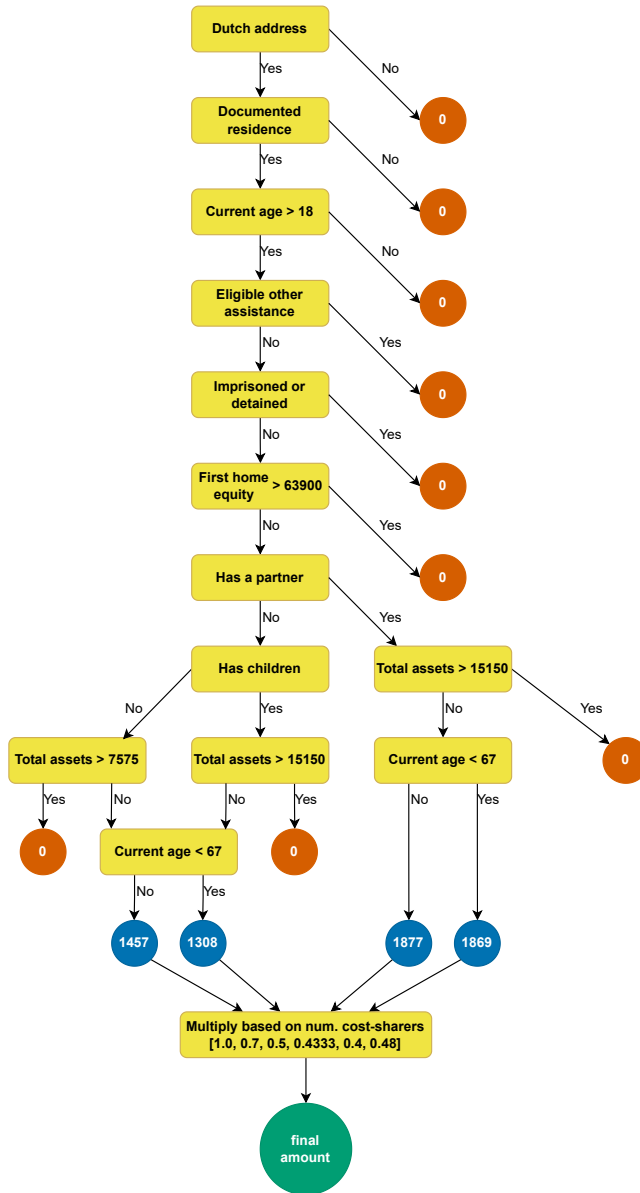 Dutch address
Yes
No
0
Documented
residence
Yes
No
0
Current age > 18
Yes
No
0
Eligible other
assistance
No
Yes
0
Imprisoned or
detained
No
Yes
0
First home
equity > 63900
No
Yes
0
Has a partner
No
Yes
Has children
Total assets > 15150
No
Yes
No
Yes
Total assets > 7575
Total assets > 15150
Current age < 67
0
Yes
No
No
Yes
No
Yes
0
Current age < 67
0
No
Yes
1457
1308
1877
1869
Multiply based on num. cost-sharers
[1.0, 0.7, 0.5, 0.4333, 0.4, 0.48]
final
amount